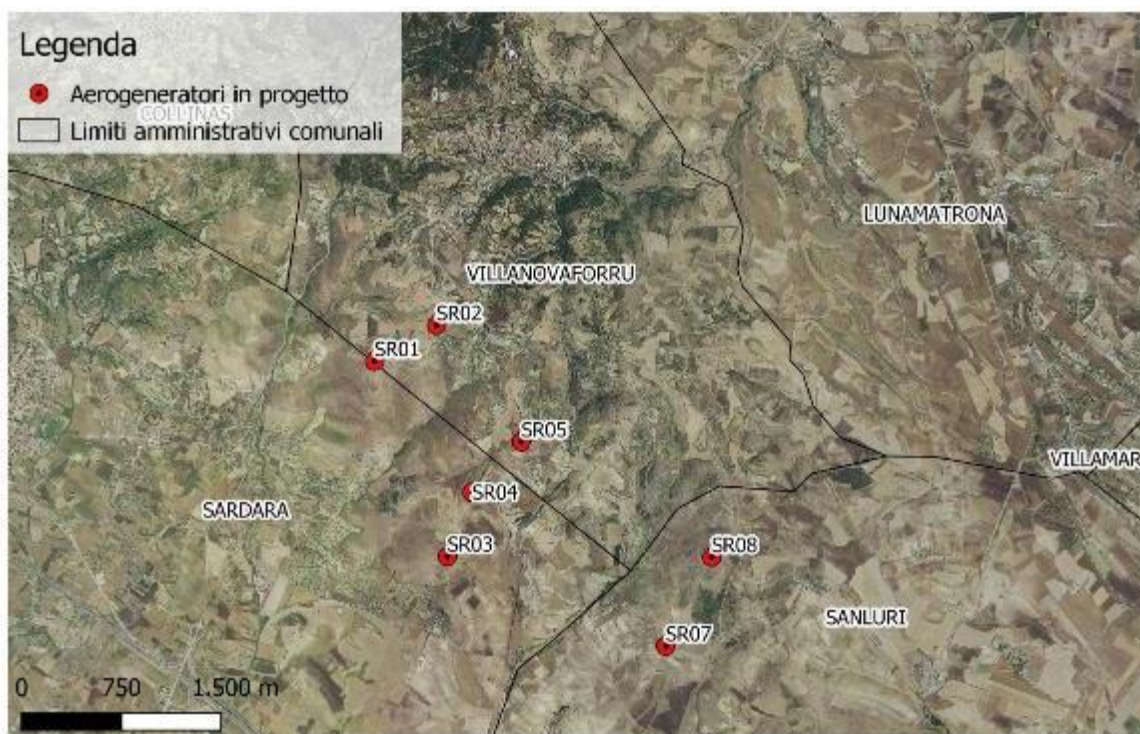 Legenda
Aerogeneratori in progetto
COLLINAS
Limiti amministrativi comunali
LUNAMATRONA
VILLANOVAFORRU
SR02
SR01
SR05
VILLAMAR
SR04
SARDARA
SR03
SR08
SANLURI
SR07
0 750 1.500 m